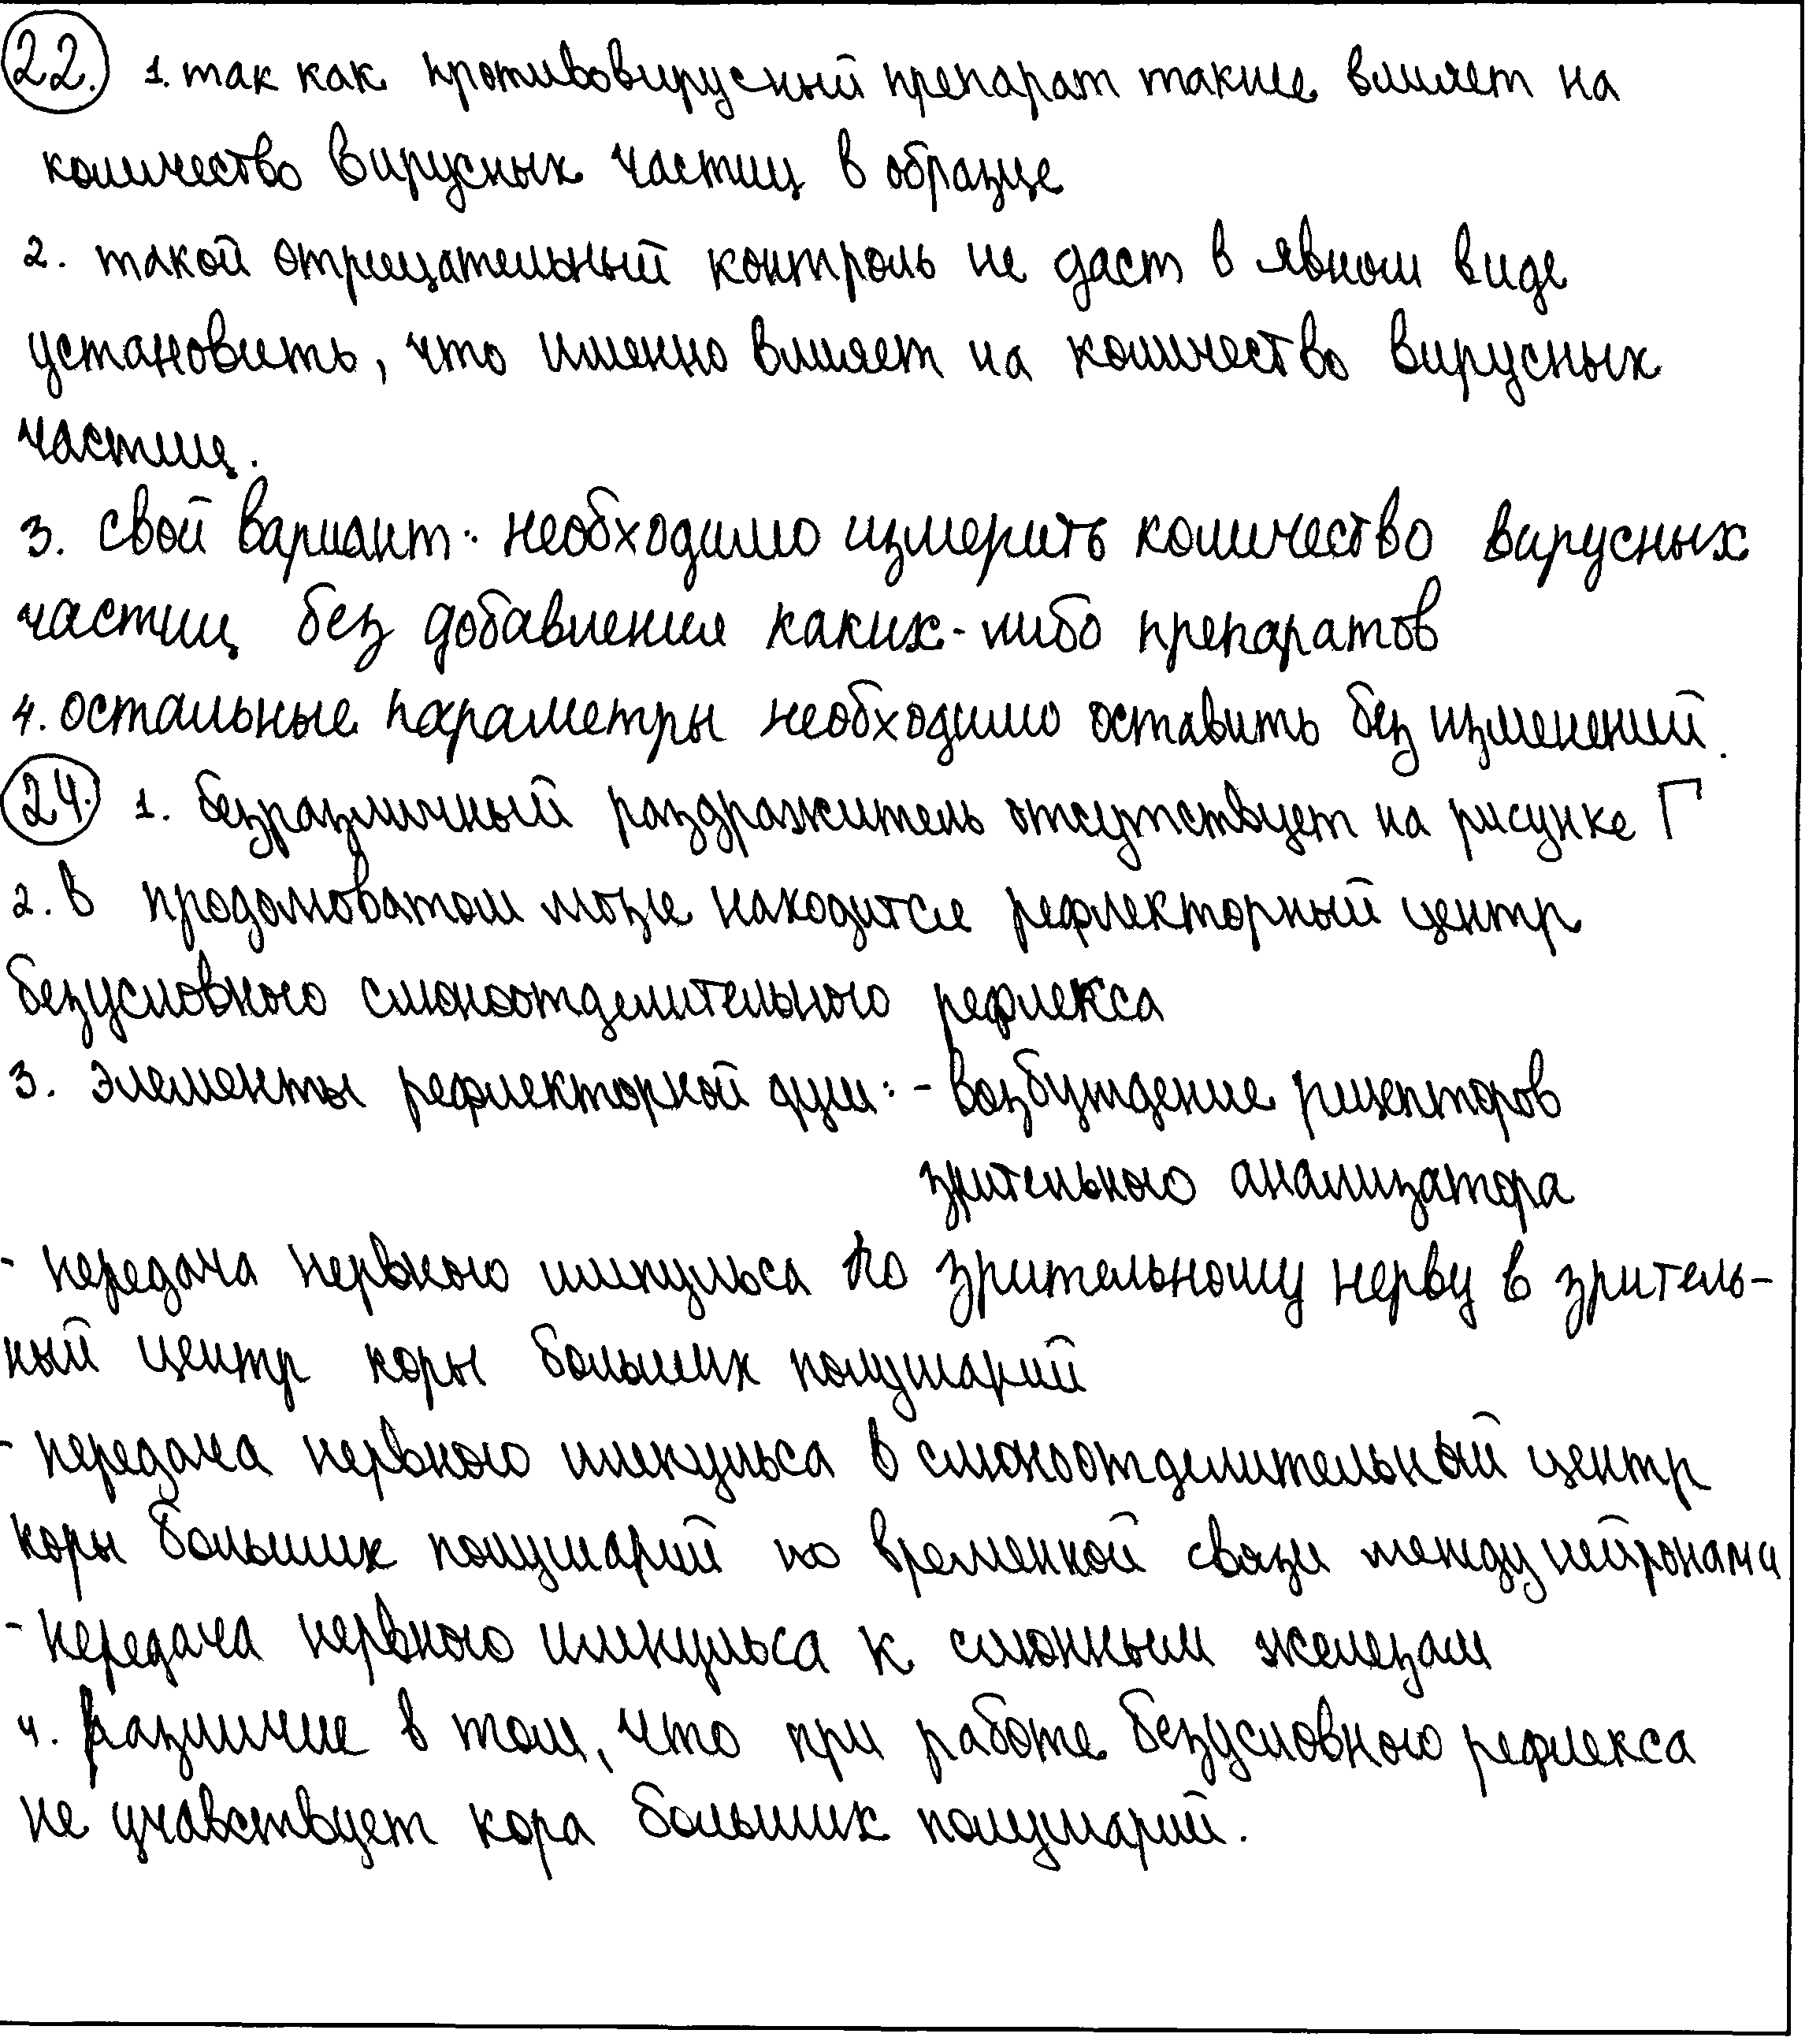 22. 1. так как противовирусный препарат также влияет на
количество вирусных частиц в образце
2. такой отрицательный контроль не даст в явном виде
установить, что именно влияет на количество вирусных
частиц.
3. свой вариант: необходимо измерить количество вирусных
частиц без добавления каких-либо препаратов
4. остальные параметры необходимо оставить без изменений.
24. 1. безразличный раздражитель отсутствует на рисунке Г
2. в продолговатом мозге находится рефлекторный центр
безусловного слюноотделительного рефлекса
3. элементы рефлекторной дуги: - возбуждение рецепторов
зрительного анализатора
- передача нервного импульса по зрительному нерву в зритель-
ный центр коры больших полушарий
- передача нервного импульса в слюноотделительный центр
коры больших полушарий по временной связи между нейронами
- передача нервного импульса к слюнным железам
4. различие в том, что при работе безусловного рефлекса
не учавствует кора больших полушарий.